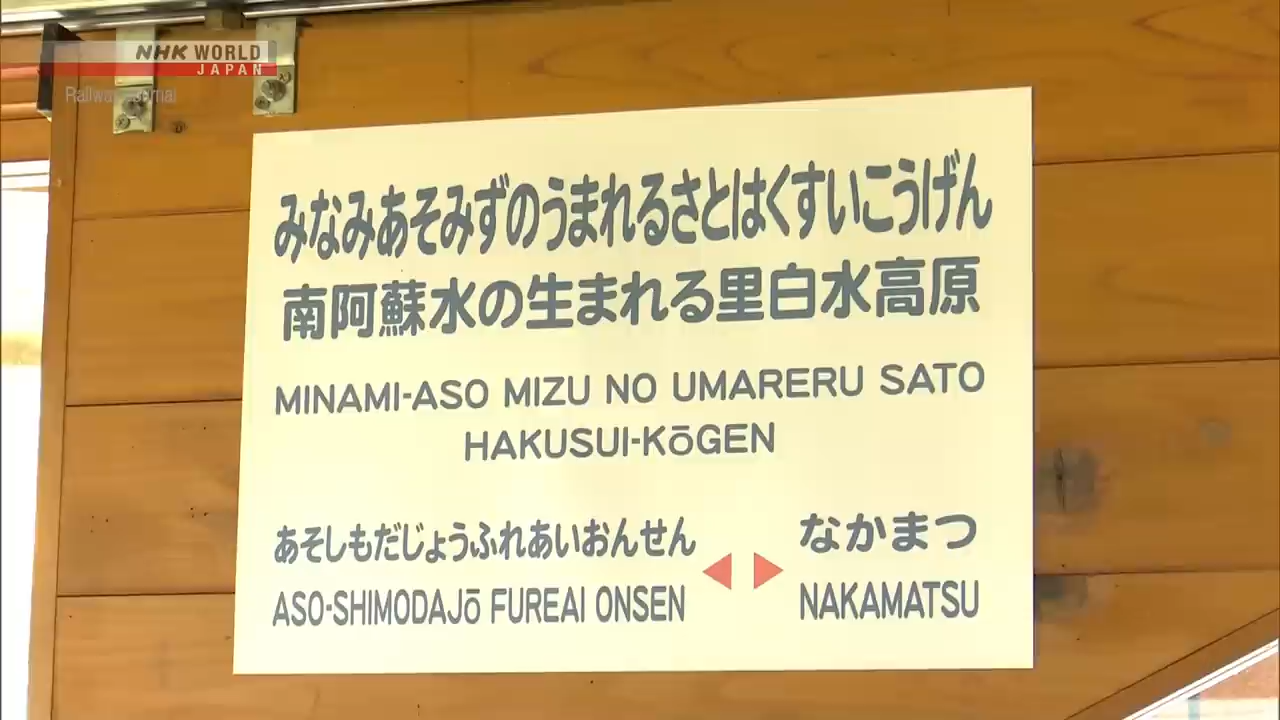 NHK WORLD
JAPAN
Railway Journal
みなみあそみずのうまれるさとはくすいこうげん
南阿蘇水の生まれる里白水高原
MINAMI-ASO MIZU NO UMARERU SATO
HAKUSUI-KōGEN
あそしもだじょうふれあいおんせん
ASO-SHIMODAJō FUREAI ONSEN
なかまつ
NAKAMATSU